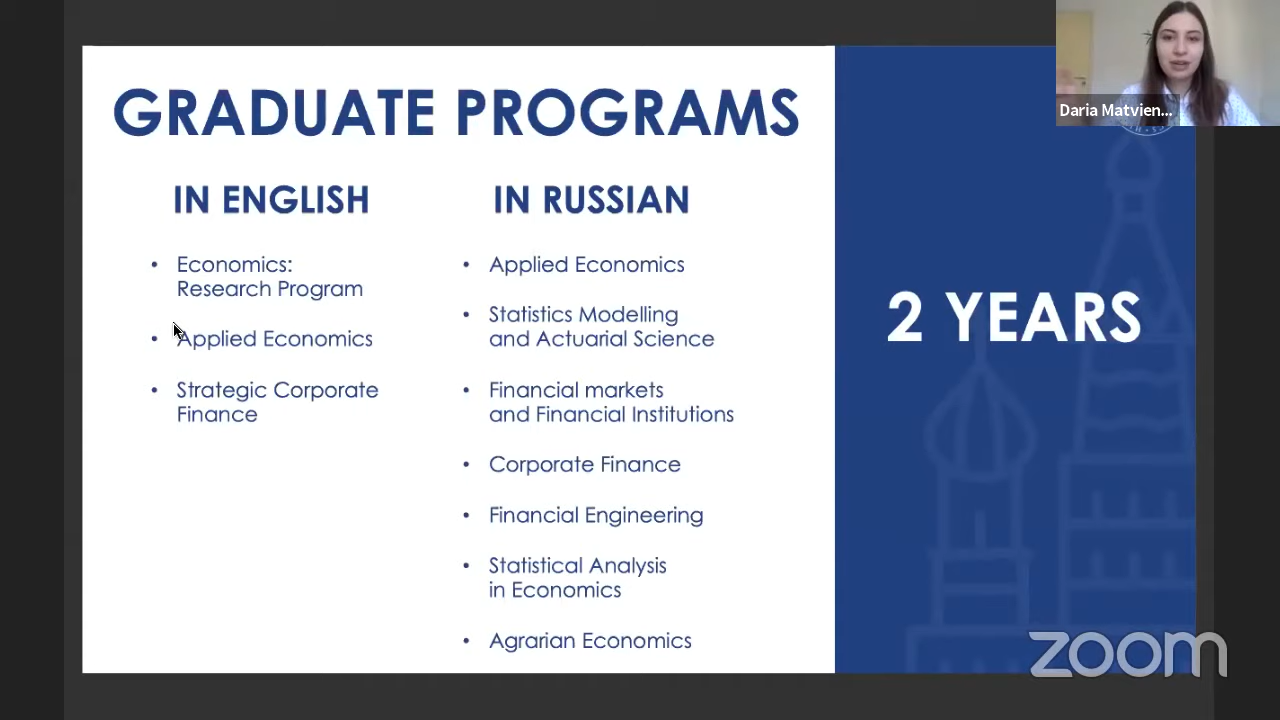 GRADUATE PROGRAMS
IN ENGLISH
• Economics:
Research Program
• Applied Economics
• Strategic Corporate
Finance
IN RUSSIAN
• Applied Economics
• Statistics Modelling
and Actuarial Science
• Financial markets
and Financial Institutions
• Corporate Finance
• Financial Engineering
• Statistical Analysis
in Economics
• Agrarian Economics
2 YEARS
Daria Matvien...
zoom